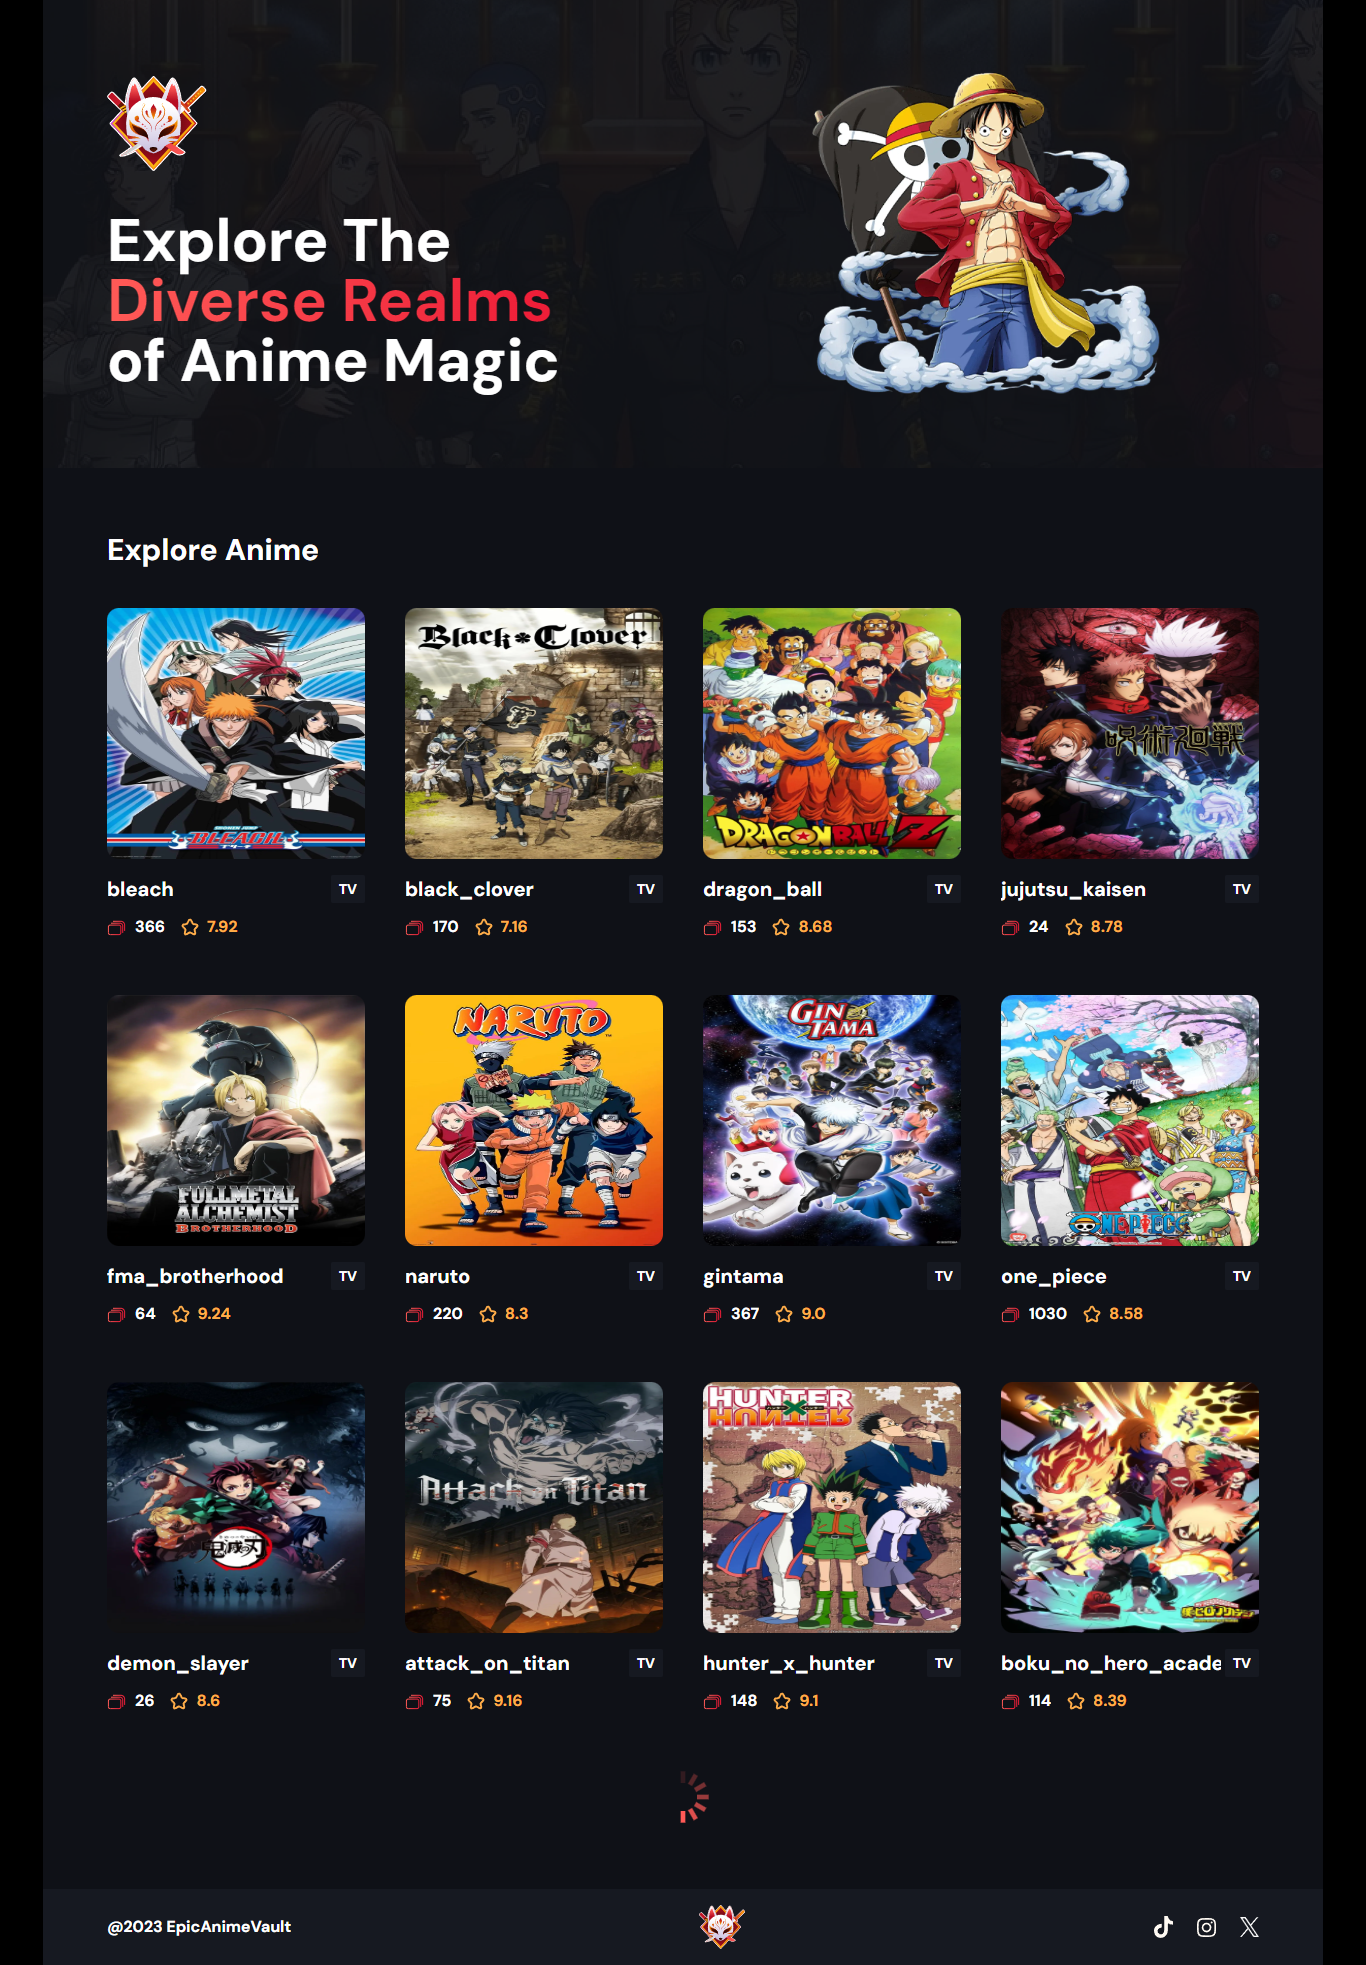 Explore The
Diverse Realms
of Anime Magic
Explore Anime
Black Clover
DRAGON BALL Z
呪術廻戦
SHONEN JUMP
BLEACH
bleach TV
black_clover TV
dragon_ball TV
jujutsu_kaisen TV
366 7.92
170 7.16
153 8.68
24 8.78
NARUTO
GINTAMA
FULLMETAL
ALCHEMIST
BROTHERHOOD
ONE PIECE
fma_brotherhood TV
naruto TV
gintama TV
one_piece TV
64 9.24
220 8.3
367 9.0
1030 8.58
HUNTER
HUNTER
Attack on Titan
鬼滅の刃
demon_slayer TV
attack_on_titan TV
hunter_x_hunter TV
boku_no_hero_acade TV
26 8.6
75 9.16
148 9.1
114 8.39
@2023 EpicAnimeVault